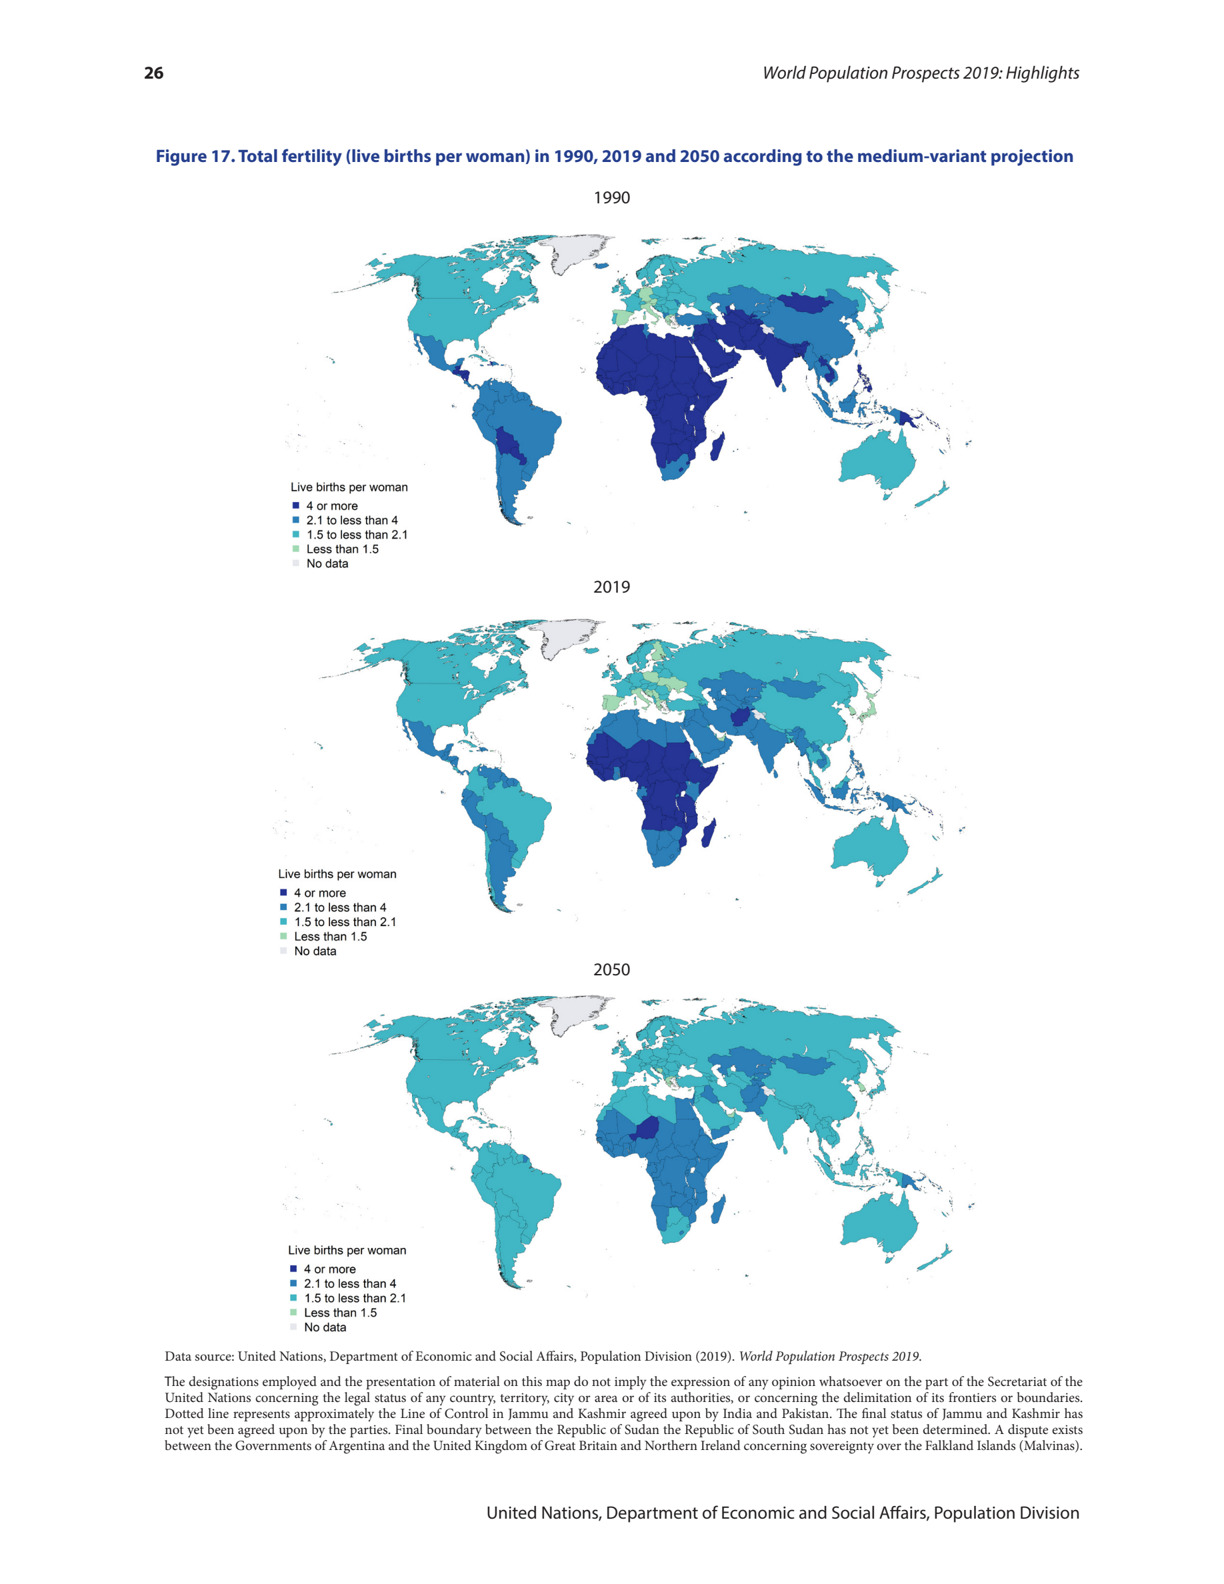 26
World Population Prospects 2019: Highlights
Figure 17. Total fertility (live births per woman) in 1990, 2019 and 2050 according to the medium-variant projection
1990
Live births per woman
4 or more
2.1 to less than 4
1.5 to less than 2.1
Less than 1.5
No data
2019
Live births per woman
4 or more
2.1 to less than 4
1.5 to less than 2.1
Less than 1.5
No data
2050
Live births per woman
4 or more
2.1 to less than 4
1.5 to less than 2.1
Less than 1.5
No data
Data source: United Nations, Department of Economic and Social Affairs, Population Division (2019). World Population Prospects 2019.
The designations employed and the presentation of material on this map do not imply the expression of any opinion whatsoever on the part of the Secretariat of the
United Nations concerning the legal status of any country, territory, city or area or of its authorities, or concerning the delimitation of its frontiers or boundaries.
Dotted line represents approximately the Line of Control in Jammu and Kashmir agreed upon by India and Pakistan. The final status of Jammu and Kashmir has
not yet been agreed upon by the parties. Final boundary between the Republic of Sudan the Republic of South Sudan has not yet been determined. A dispute exists
between the Governments of Argentina and the United Kingdom of Great Britain and Northern Ireland concerning sovereignty over the Falkland Islands (Malvinas).
United Nations, Department of Economic and Social Affairs, Population Division